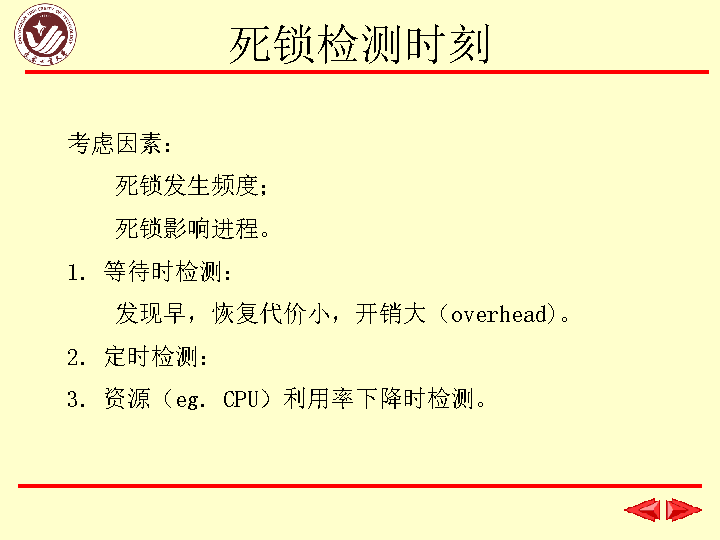 死锁检测时刻
考虑因素：
死锁发生频度；
死锁影响进程。
1. 等待时检测：
发现早，恢复代价小，开销大（overhead)。
2. 定时检测：
3. 资源（eg. CPU）利用率下降时检测。